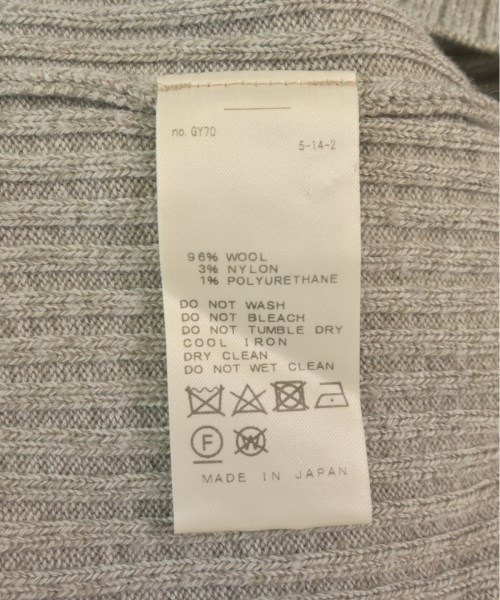 no. GY70
5-14-2
96% WOOL
3% NYLON
1% POLYURETHANE
DO NOT WASH
DO NOT BLEACH
DO NOT TUMBLE DRY
COOL IRON
DRY CLEAN
DO NOT WET CLEAN
F W
MADE IN JAPAN